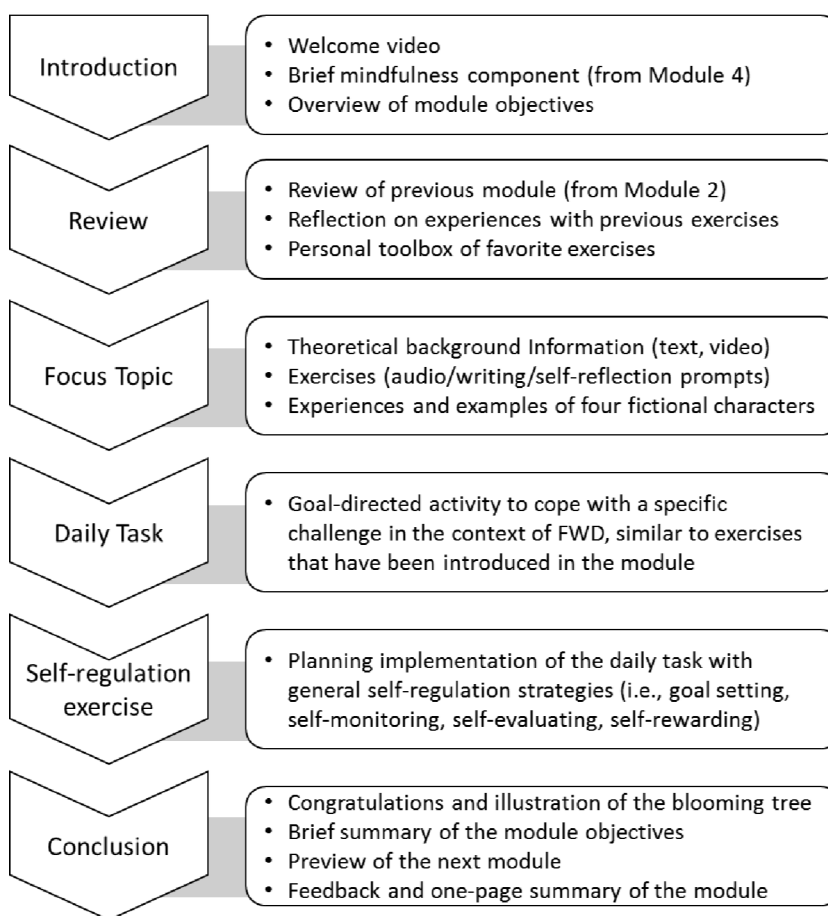 Introduction
• Welcome video
• Brief mindfulness component (from Module 4)
• Overview of module objectives
Review
• Review of previous module (from Module 2)
• Reflection on experiences with previous exercises
• Personal toolbox of favorite exercises
Focus Topic
• Theoretical background Information (text, video)
• Exercises (audio/writing/self-reflection prompts)
• Experiences and examples of four fictional characters
Daily Task
• Goal-directed activity to cope with a specific
challenge in the context of FWD, similar to exercises
that have been introduced in the module
Self-regulation
exercise
• Planning implementation of the daily task with
general self-regulation strategies (i.e., goal setting,
self-monitoring, self-evaluating, self-rewarding)
Conclusion
• Congratulations and illustration of the blooming tree
• Brief summary of the module objectives
• Preview of the next module
• Feedback and one-page summary of the module